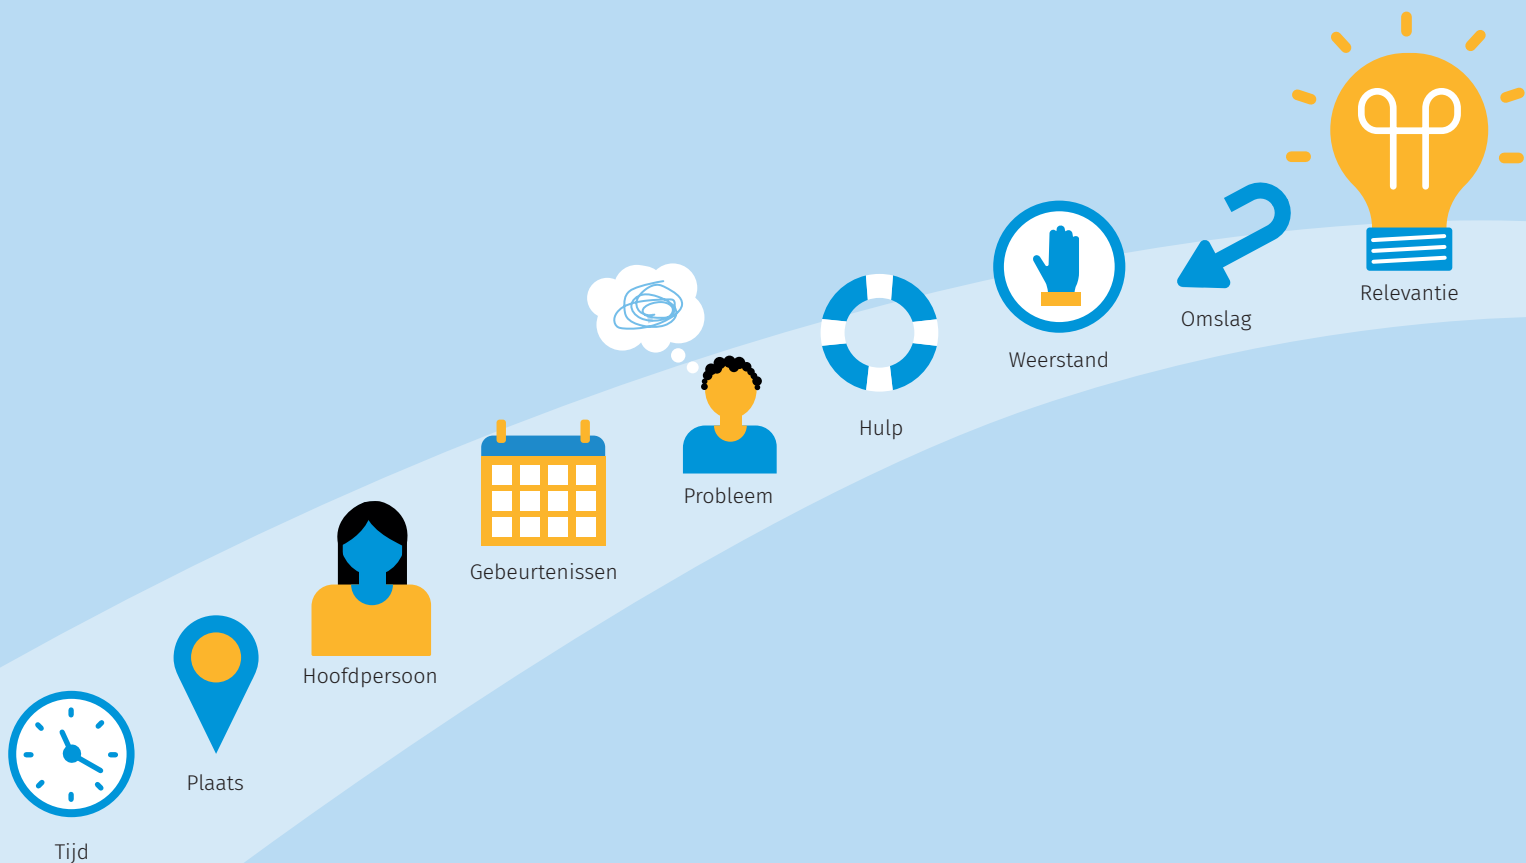 Tijd
Plaats
Hoofdpersoon
Gebeurtenissen
Probleem
Hulp
Weerstand
Omslag
Relevantie